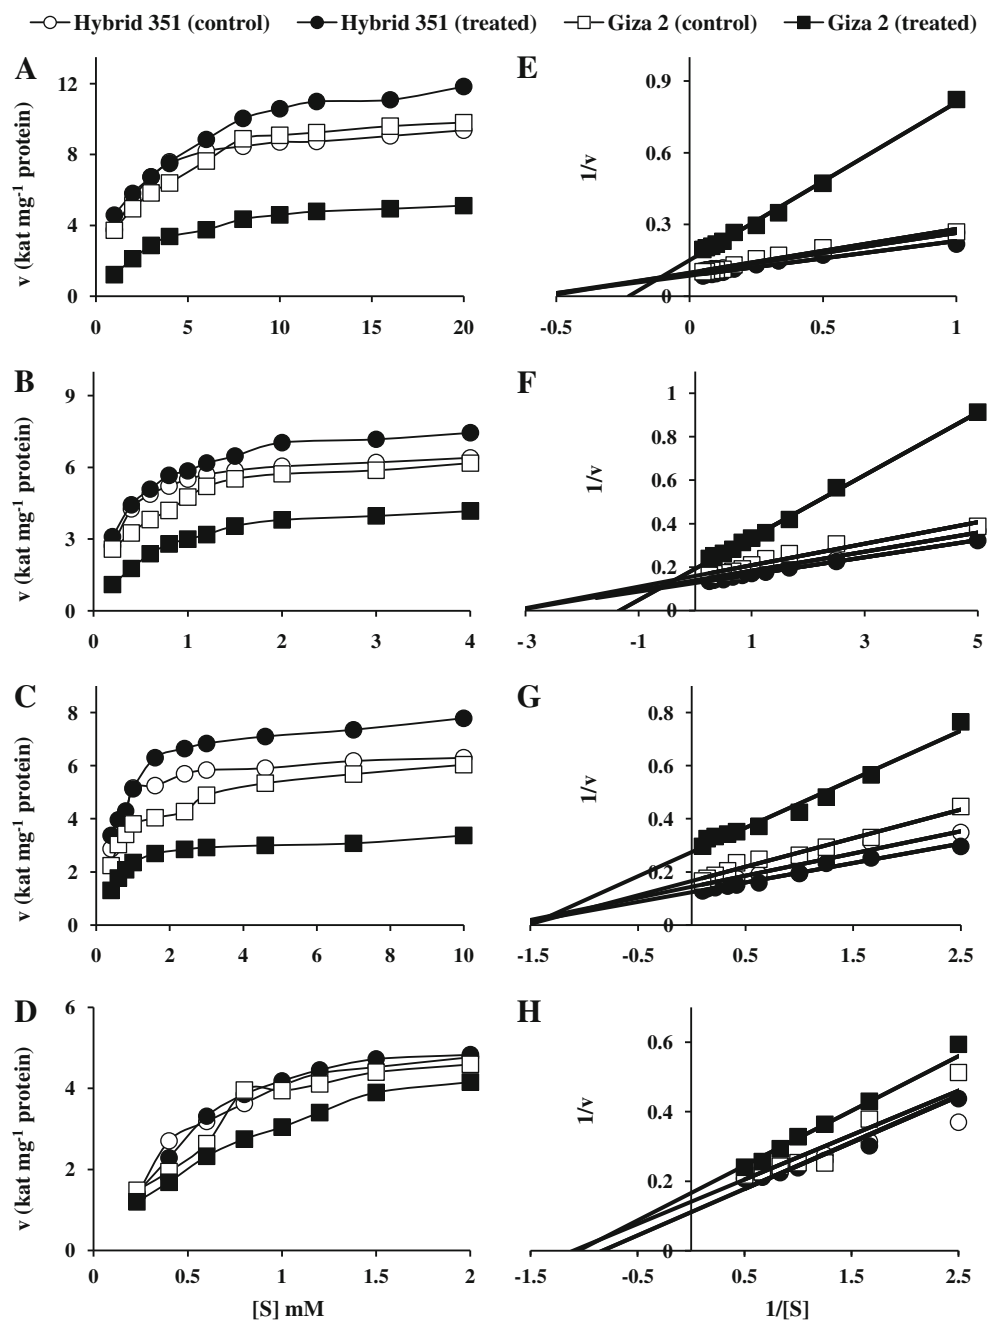 Hybrid 351 (control) Hybrid 351 (treated) Giza 2 (control) Giza 2 (treated)
A
v (kat mg-1 protein)
12
8
4
0
0 5 10 15 20
E
1/v
0.9
0.6
0.3
0
-0.5 0 0.5 1
B
v (kat mg-1 protein)
9
6
3
0
0 1 2 3 4
F
1/v
1
0.8
0.6
0.4
0.2
0
-3 -1 1 3 5
C
v (kat mg-1 protein)
8
6
4
2
0
0 2 4 6 8 10
G
1/v
0.8
0.6
0.4
0.2
0
-1.5 -0.5 0.5 1.5 2.5
D
v (kat mg-1 protein)
6
4
2
0
0 0.5 1 1.5 2
[S] mM
H
1/v
0.6
0.4
0.2
0
-1.5 -0.5 0.5 1.5 2.5
1/[S]